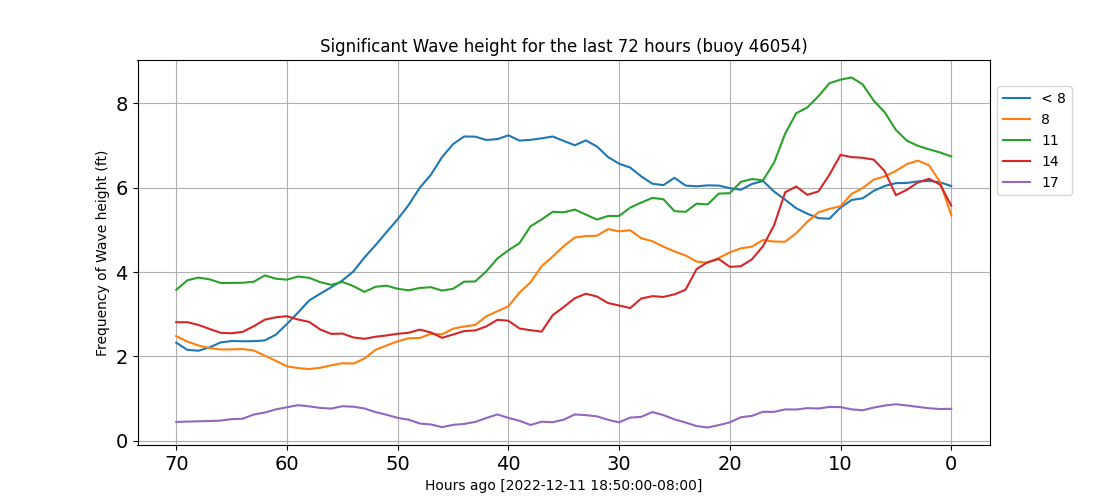 Significant Wave height for the last 72 hours (buoy 46054)
8
6
4
2
0
Frequency of Wave height (ft)
70 60 50 40 30 20 10 0
Hours ago [2022-12-11 18:50:00-08:00]
< 8
8
11
14
17